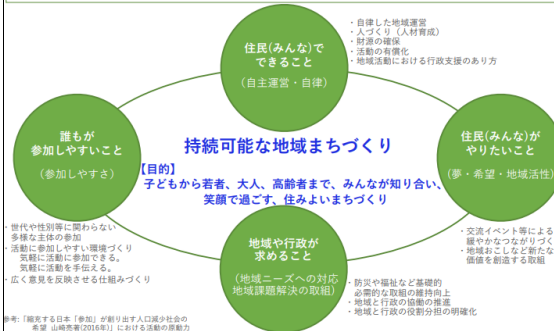 住民(みんな)で
できること
（自主運営・自律）
・自律した地域運営
・人づくり（人材育成）
・財源の確保
・活動の有償化
・地域活動における行政支援のあり方
誰もが
参加しやすいこと
（参加しやすさ）
持続可能な地域まちづくり
【目的】
子どもから若者、大人、高齢者まで、みんなが知り合い、
笑顔で過ごす、住みよいまちづくり
住民(みんな)が
やりたいこと
（夢・希望・地域活性）
・世代や性別等に関わらない
多様な主体の参加
・活動に参加しやすい環境づくり
気軽に活動に参加できる。
気軽に活動を手伝える。
・広く意見を反映させる仕組みづくり
地域や行政が
求めること
（地域ニーズへの対応
地域課題解決の取組）
・交流イベント等による
緩やかなつながりづく
・地域おこしなど新たな
価値を創造する取組
・防災や福祉など基礎的
必需的な取組の維持向上
・地域と行政の協働の推進
・地域と行政の役割分担の明確化
参考:「縮充する日本「参加」が創り出す人口減少社会の
希望 山崎亮著(2016年)」における活動の原動力